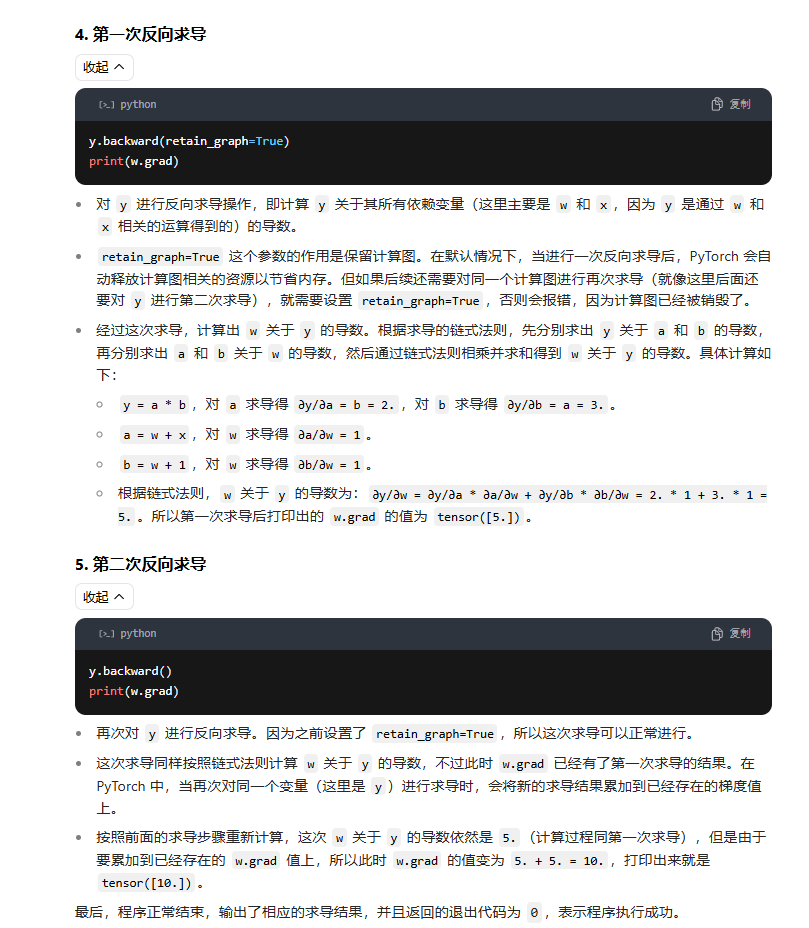 4. 第一次反向求导
收起
[>_] python 复制
y.backward(retain_graph=True)
print(w.grad)
对 y 进行反向求导操作，即计算 y 关于其所有依赖变量（这里主要是 w 和 x，因为 y 是通过 w 和
x 相关的运算得到的）的导数。
retain_graph=True 这个参数的作用是保留计算图。在默认情况下，当进行一次反向求导后，PyTorch 会自
动释放计算图相关的资源以节省内存。但如果后续还需要对同一个计算图进行再次求导（就像这里后面还
要对 y 进行第二次求导），就需要设置 retain_graph=True，否则会报错，因为计算图已经被销毁了。
经过这次求导，计算出 w 关于 y 的导数。根据求导的链式法则，先分别求出 y 关于 a 和 b 的导数，
再分别求出 a 和 b 关于 w 的导数，然后通过链式法则相乘并求和得到 w 关于 y 的导数。具体计算如
下：
y = a * b，对 a 求导得 ∂y/∂a = b = 2.，对 b 求导得 ∂y/∂b = a = 3.。
a = w + x，对 w 求导得 ∂a/∂w = 1。
b = w + 1，对 w 求导得 ∂b/∂w = 1。
根据链式法则，w 关于 y 的导数为：∂y/∂w = ∂y/∂a * ∂a/∂w + ∂y/∂b * ∂b/∂w = 2. * 1 + 3. * 1 =
5.。所以第一次求导后打印出的 w.grad 的值为 tensor([5.])。
5. 第二次反向求导
收起
[>_] python 复制
y.backward()
print(w.grad)
再次对 y 进行反向求导。因为之前设置了 retain_graph=True，所以这次求导可以正常进行。
这次求导同样按照链式法则计算 w 关于 y 的导数，不过此时 w.grad 已经有了第一次求导的结果。在
PyTorch 中，当再次对同一个变量（这里是 y）进行求导时，会将新的求导结果累加到已经存在的梯度值
上。
按照前面的求导步骤重新计算，这次 w 关于 y 的导数依然是 5.（计算过程同第一次求导），但是由于
要累加到已经存在的 w.grad 值上，所以此时 w.grad 的值变为 5. + 5. = 10.，打印出来就是
tensor([10.])。
最后，程序正常结束，输出了相应的求导结果，并且返回的退出代码为 0，表示程序执行成功。